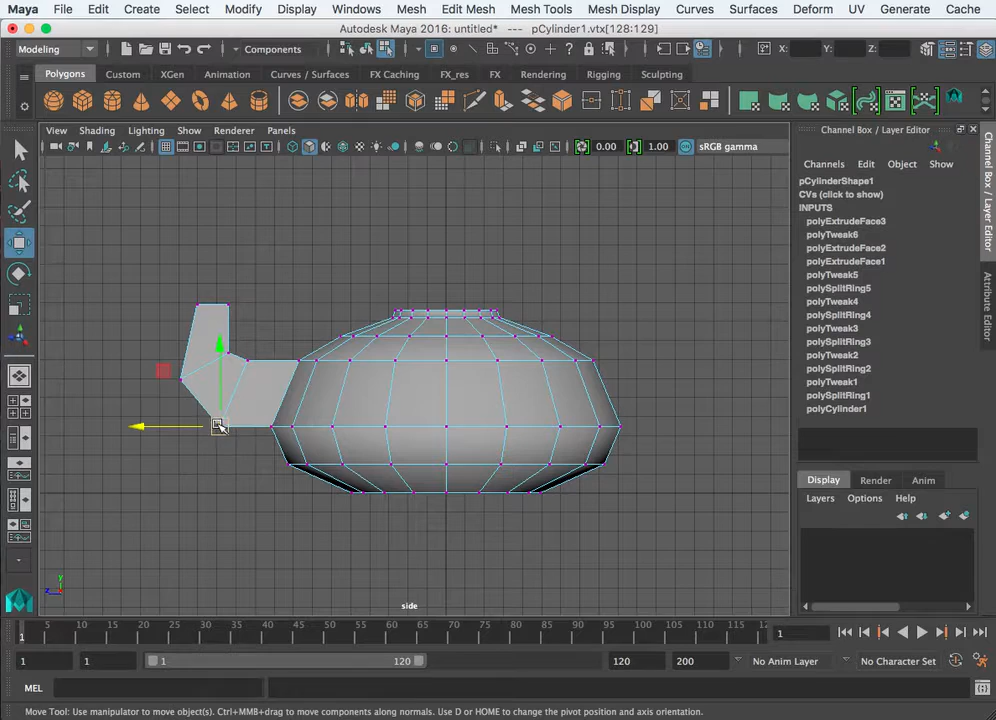 Maya File Edit Create Select Modify Display Windows Mesh Edit Mesh Mesh Tools Mesh Display Curves Surfaces Deform UV Generate Cache
Autodesk Maya 2016: untitled* --- pCylinder1.vtx[128:129]
Modeling Components X: Y: Z:
Polygons Custom XGen Animation Curves / Surfaces FX Caching FX_res FX Rendering Rigging Sculpting
View Shading Lighting Show Renderer Panels
0.00 1.00 sRGB gamma
side
Channel Box / Layer Editor
Channels Edit Object Show
pCylinderShape1
CVs (click to show)
INPUTS
polyExtrudeFace3
polyTweak6
polyExtrudeFace2
polyExtrudeFace1
polyTweak5
polySplitRing5
polyTweak4
polySplitRing4
polyTweak3
polySplitRing3
polyTweak2
polySplitRing2
polyTweak1
polySplitRing1
polyCylinder1
Display Render Anim
Layers Options Help
Channel Box / Layer Editor
Attribute Editor
1 5 10 15 20 25 30 35 40 45 50 55 60 65 70 75 80 85 90 95 100 105 110 115 12 1
1 1 1 120 120 200 No Anim Layer No Character Set
MEL
Move Tool: Use manipulator to move object(s). Ctrl+MMB+drag to move components along normals. Use D or HOME to change the pivot position and axis orientation.